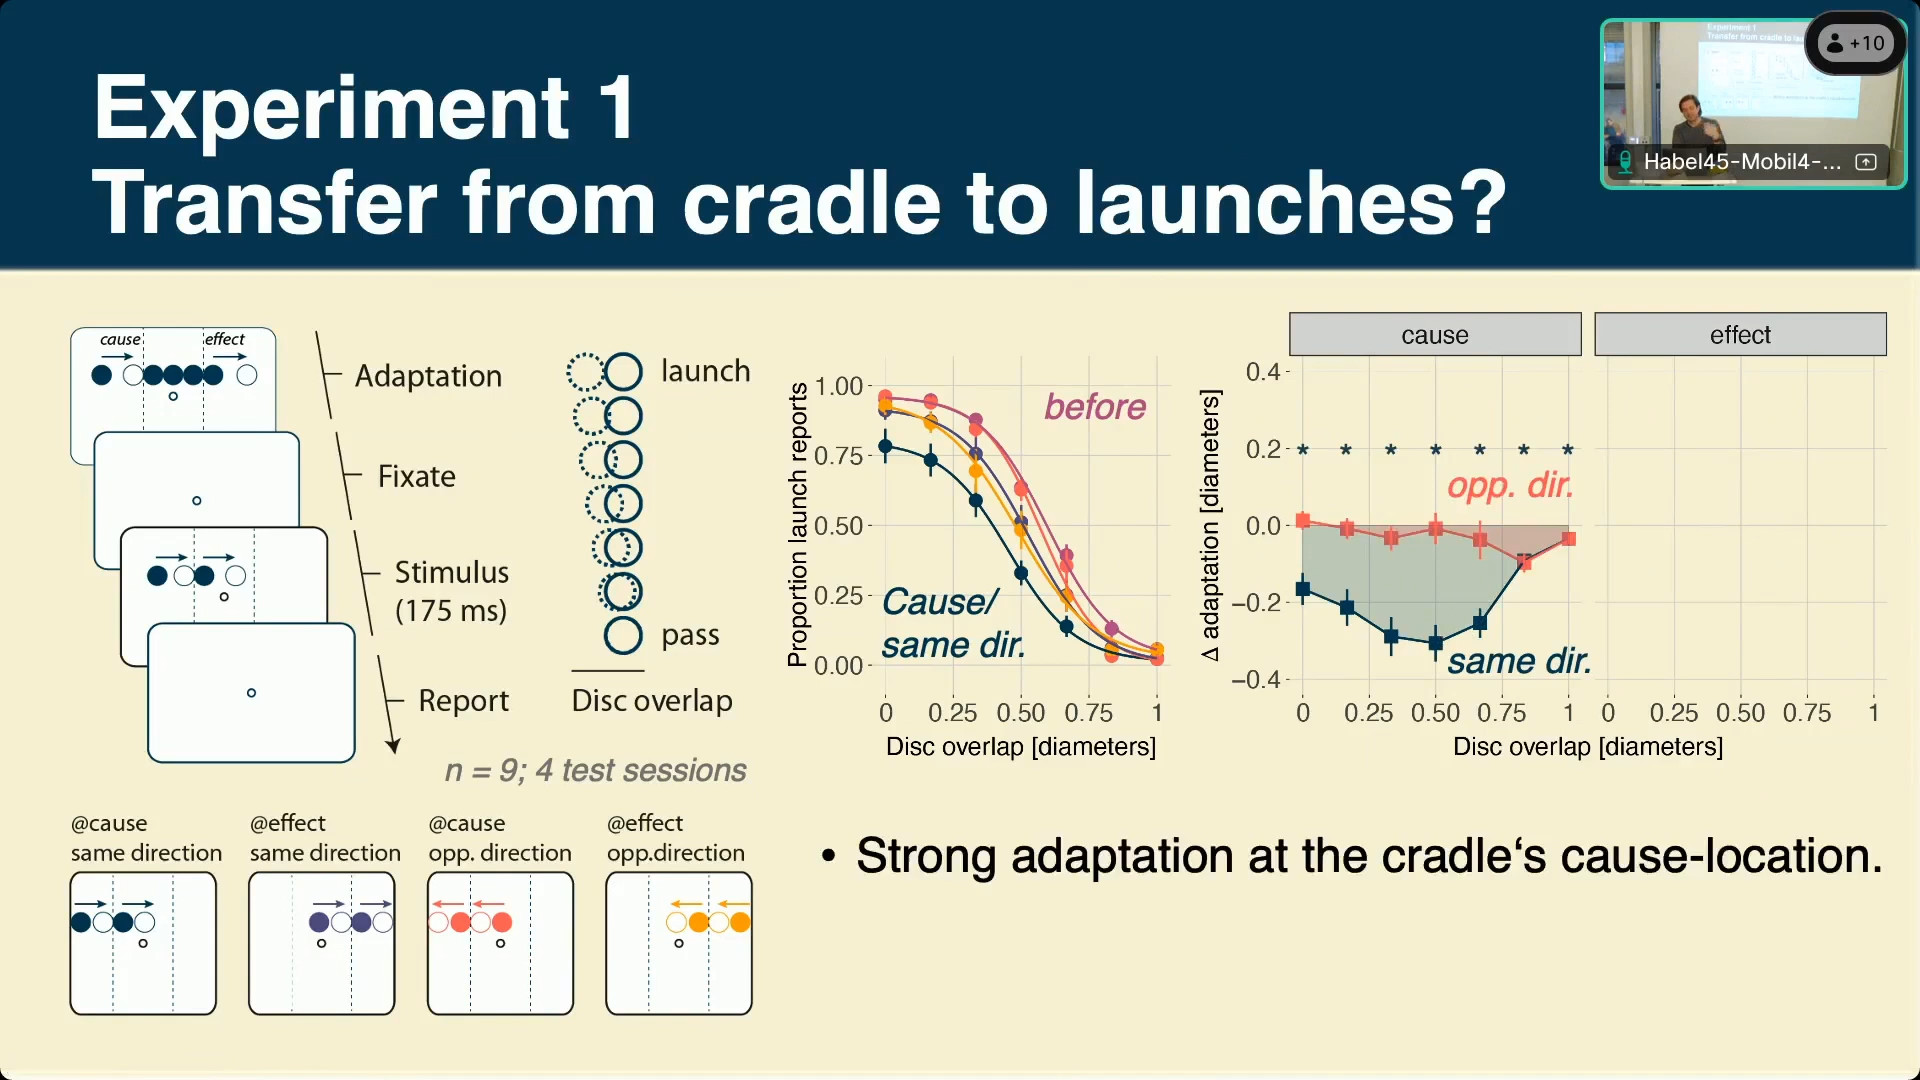 Experiment 1
Transfer from cradle to launches?
+10
Habel45-Mobil4-...
cause
effect
Adaptation
Fixate
Stimulus
(175 ms)
Report
launch
pass
Disc overlap
n = 9; 4 test sessions
@cause
same direction
@effect
same direction
@cause
opp. direction
@effect
opp.direction
Proportion launch reports
1.00
0.75
0.50
0.25
0.00
before
Cause/
same dir.
0 0.25 0.50 0.75 1
Disc overlap [diameters]
cause
effect
Δ adaptation [diameters]
0.4
0.2
0.0
−0.2
−0.4
* * * * * * *
opp. dir.
same dir.
0 0.25 0.50 0.75 1 0 0.25 0.50 0.75 1
Disc overlap [diameters]
• Strong adaptation at the cradle‘s cause-location.